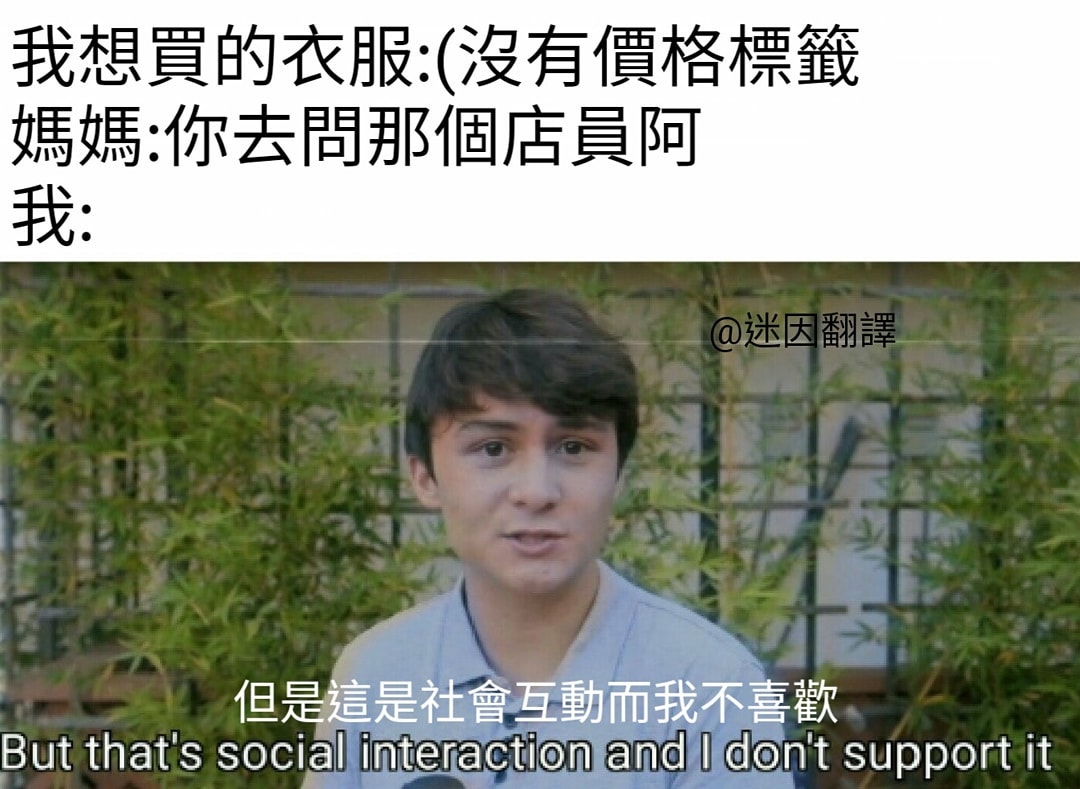 我想買的衣服:(沒有價格標籤
媽媽:你去問那個店員阿
我:
@迷因翻譯
但是這是社會互動而我不喜歡
But that's social interaction and I don't support it